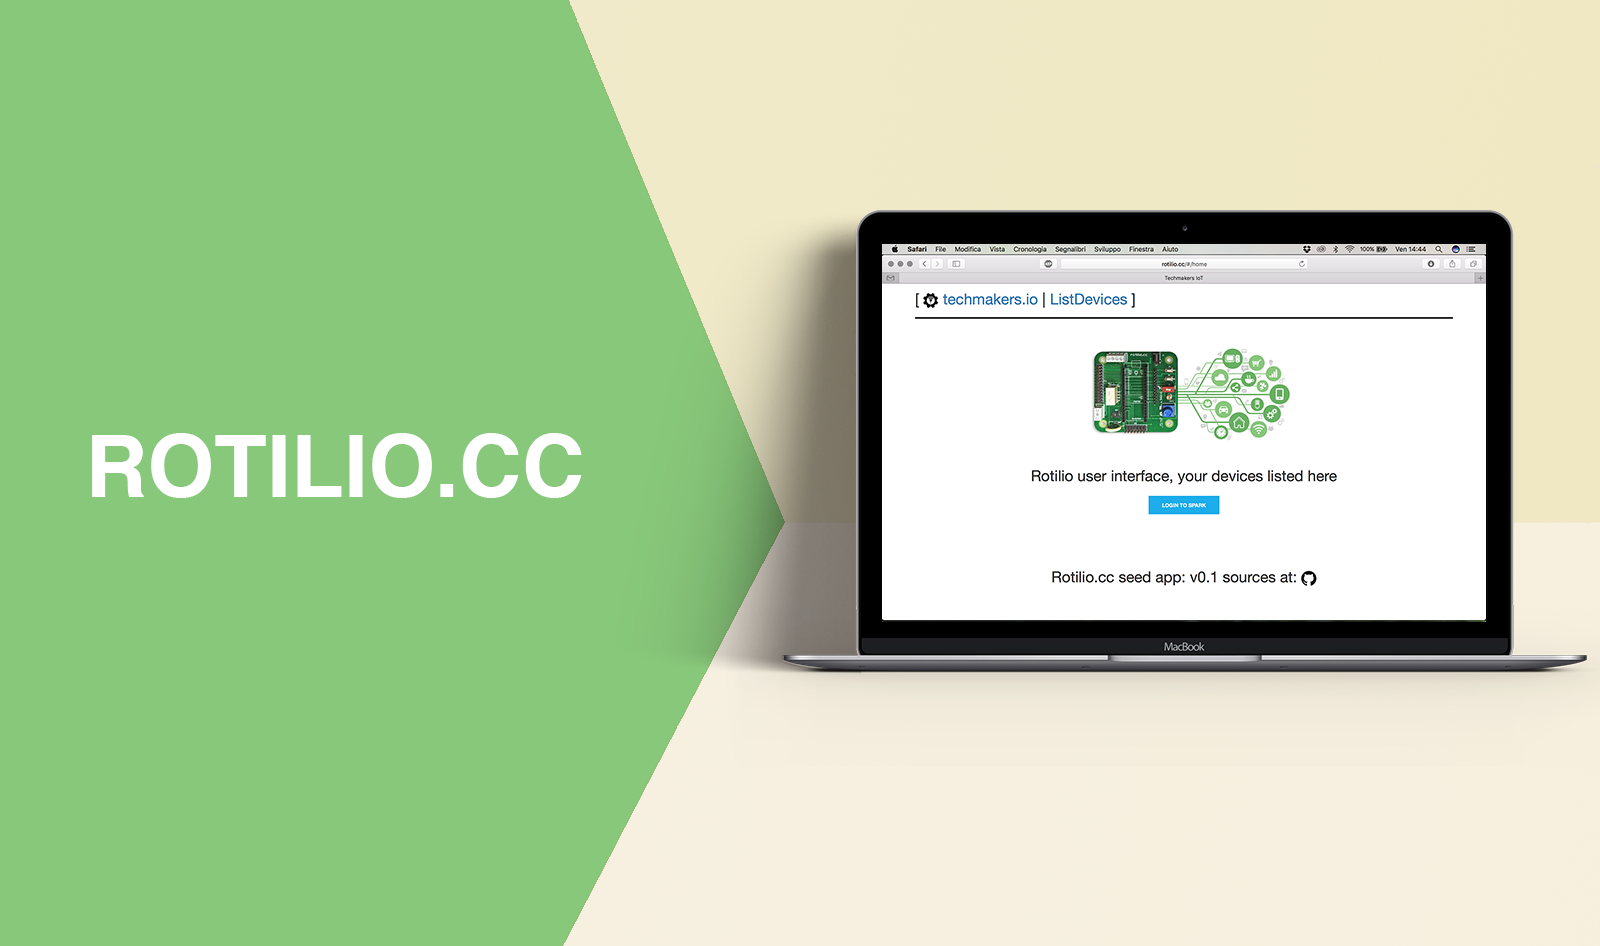 ROTILIO.CC
Safari File Modifica Vista Cronologia Segnalibri Sviluppo Finestra Aiuto 100% Ven 14:44
rotilio.cc/#/home
Techmakers IoT
[ techmakers.io | ListDevices ]
Rotilio user interface, your devices listed here
LOGIN TO SPARK
Rotilio.cc seed app: v0.1 sources at:
MacBook